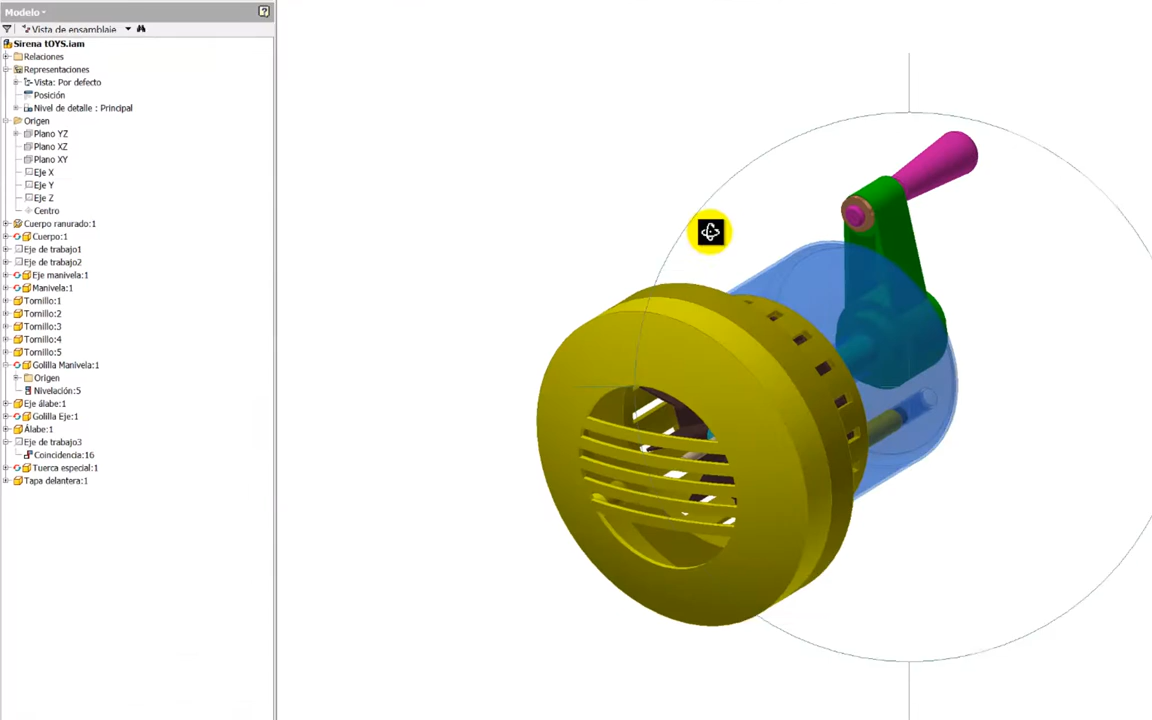 Modelo
Vista de ensamblaje
Sirena tOYS.iam
Relaciones
Representaciones
Vista: Por defecto
Posición
Nivel de detalle : Principal
Origen
Plano YZ
Plano XZ
Plano XY
Eje X
Eje Y
Eje Z
Centro
Cuerpo ranurado:1
Cuerpo:1
Eje de trabajo1
Eje de trabajo2
Eje manivela:1
Manivela:1
Tornillo:1
Tornillo:2
Tornillo:3
Tornillo:4
Tornillo:5
Golilla Manivela:1
Origen
Nivelación:5
Eje álabe:1
Golilla Eje:1
Álabe:1
Eje de trabajo3
Coincidencia:16
Tuerca especial:1
Tapa delantera:1